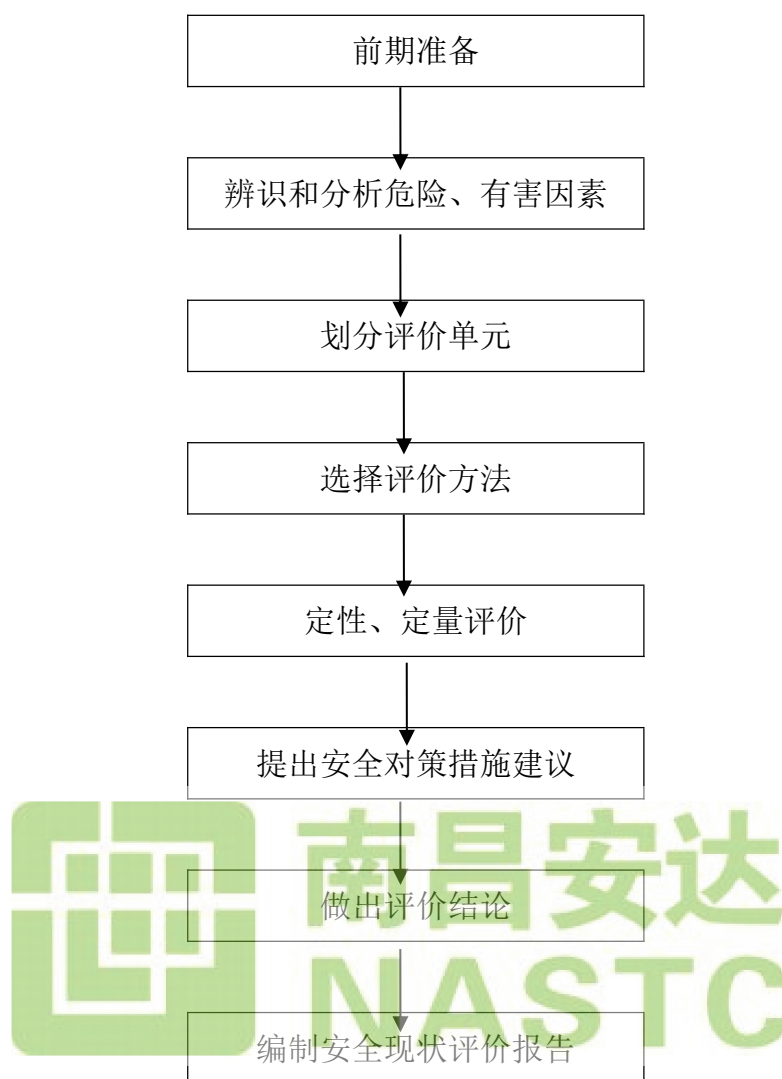 前期准备
辨识和分析危险、有害因素
划分评价单元
选择评价方法
定性、定量评价
提出安全对策措施建议
南昌安达
做出评价结论
NASTC
编制安全现状评价报告